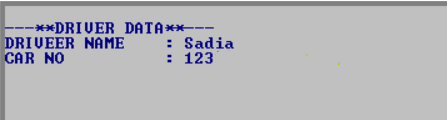 ---**DRIVER DATA**---
DRIVEER NAME : Sadia
CAR NO : 123